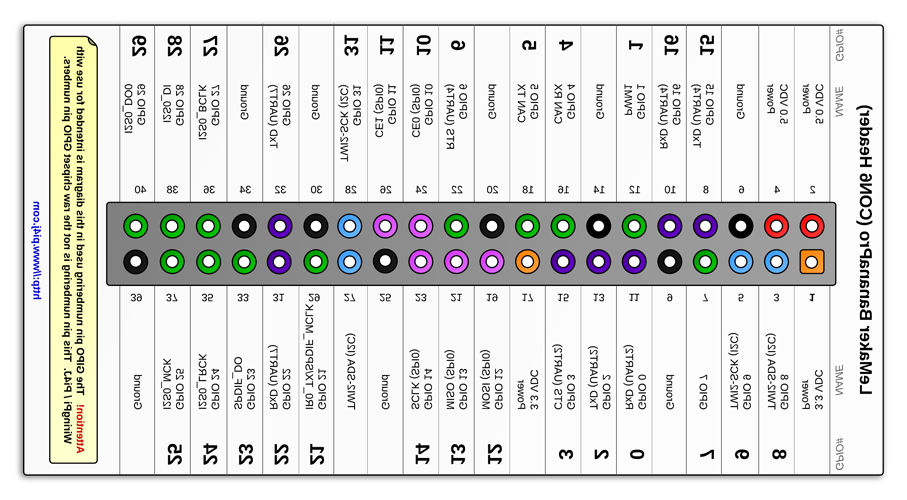 LeMaker BananaPro (CON6 Header)
GPIO# NAME NAME GPIO#
3.3 VDC 1 2 5.0 VDC
Power Power
8 GPIO 8 3 4 5.0 VDC
TWI2-SDA (I2C) Power
9 GPIO 9 5 6 Ground
TWI2-SCK (I2C)
7 GPIO 7 7 8 GPIO 15 15
TxD (UART4)
Ground 9 10 GPIO 16 16
RxD (UART4)
0 GPIO 0 11 12 GPIO 1 1
RxD (UART2) PWM1
2 GPIO 2 13 14 Ground
TxD (UART2)
3 GPIO 3 15 16 GPIO 4 4
CTS (UART2) CAN RX
3.3 VDC 17 18 GPIO 5 5
Power CAN TX
12 GPIO 12 19 20 Ground
MOSI (SPI0)
13 GPIO 13 21 22 GPIO 6 6
MISO (SPI0) RTS (UART4)
14 GPIO 14 23 24 GPIO 10 10
SCLK (SPI0) CE0 (SPI0)
Ground 25 26 GPIO 11 11
CE1 (SPI0)
TWI2-SDA (I2C) 27 28 GPIO 31 31
TWI2-SCK (I2C)
21 GPIO 21 29 30 Ground
IR0_TX/SPDIF_MCLK
22 GPIO 22 31 32 GPIO 26 26
RxD (UART7) TxD (UART7)
23 GPIO 23 33 34 Ground
SPDIF_DO
24 GPIO 24 35 36 GPIO 27 27
I2S0_LRCK I2S0_BCLK
25 GPIO 25 37 38 GPIO 28 28
I2S0_MCK I2S0_DI
Ground 39 40 GPIO 29 29
I2S0_DO0
Attention! The GPIO pin numbering used in this diagram is intended for use with
WiringPi / Pi4J. This pin numbering is not the raw chipset GPIO pin numbers.
http://www.pi4j.com